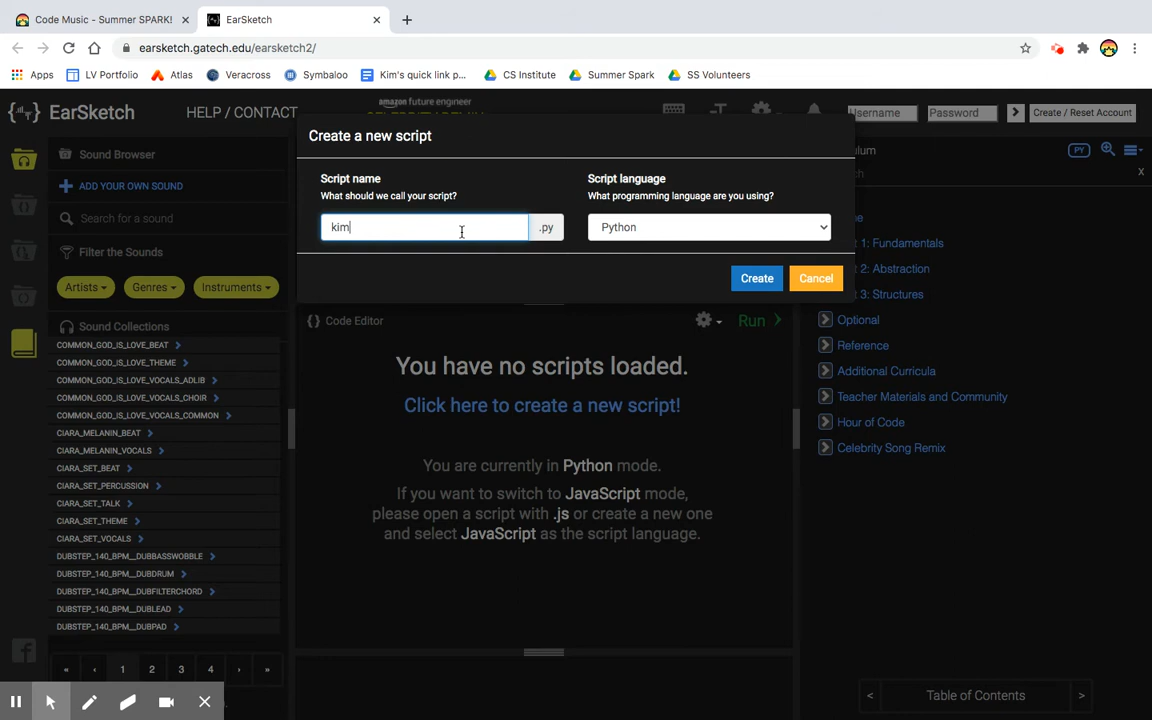 Code Music - Summer SPARK!
EarSketch
earsketch.gatech.edu/earsketch2/
Apps
LV Portfolio
Atlas
Veracross
Symbaloo
Kim's quick link p...
CS Institute
Summer Spark
SS Volunteers
EarSketch
HELP / CONTACT
amazon future engineer
Username
Password
Create / Reset Account
Sound Browser
ADD YOUR OWN SOUND
Search for a sound
Filter the Sounds
Artists
Genres
Instruments
Sound Collections
COMMON_GOD_IS_LOVE_BEAT
COMMON_GOD_IS_LOVE_THEME
COMMON_GOD_IS_LOVE_VOCALS_ADLIB
COMMON_GOD_IS_LOVE_VOCALS_CHOIR
COMMON_GOD_IS_LOVE_VOCALS_COMMON
CIARA_MELANIN_BEAT
CIARA_MELANIN_VOCALS
CIARA_SET_BEAT
CIARA_SET_PERCUSSION
CIARA_SET_TALK
CIARA_SET_THEME
CIARA_SET_VOCALS
DUBSTEP_140_BPM__DUBBASSWOBBLE
DUBSTEP_140_BPM__DUBDRUM
DUBSTEP_140_BPM__DUBFILTERCHORD
DUBSTEP_140_BPM__DUBLEAD
DUBSTEP_140_BPM__DUBPAD
« ‹ 1 2 3 4 › »
Create a new script
Script name
What should we call your script?
kim
.py
Script language
What programming language are you using?
Python
Create
Cancel
Code Editor
Run
You have no scripts loaded.
Click here to create a new script!
You are currently in Python mode.
If you want to switch to JavaScript mode,
please open a script with .js or create a new one
and select JavaScript as the script language.
ulum
PY
ch
X
e
t 1: Fundamentals
t 2: Abstraction
t 3: Structures
Optional
Reference
Additional Curricula
Teacher Materials and Community
Hour of Code
Celebrity Song Remix
< Table of Contents >